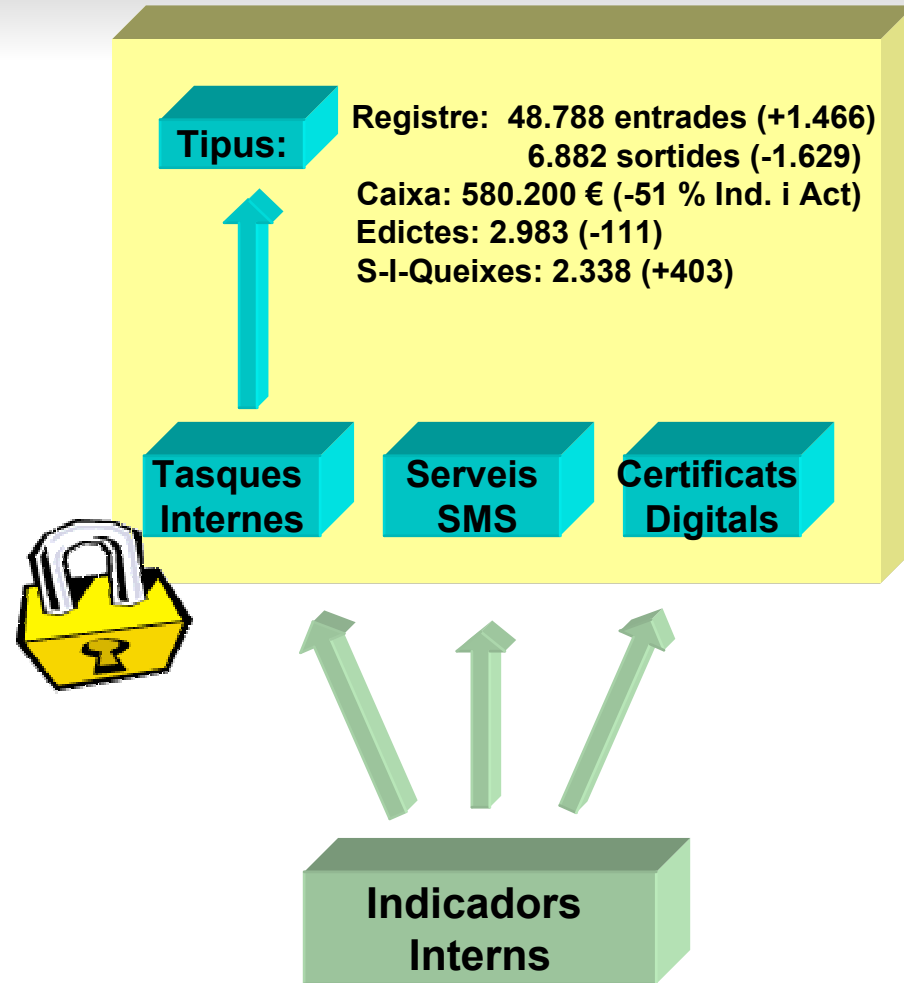 Tipus:
Registre: 48.788 entrades (+1.466)
6.882 sortides (-1.629)
Caixa: 580.200 € (-51 % Ind. i Act)
Edictes: 2.983 (-111)
S-I-Queixes: 2.338 (+403)
Tasques
Internes
Serveis
SMS
Certificats
Digitals
Indicadors
Interns